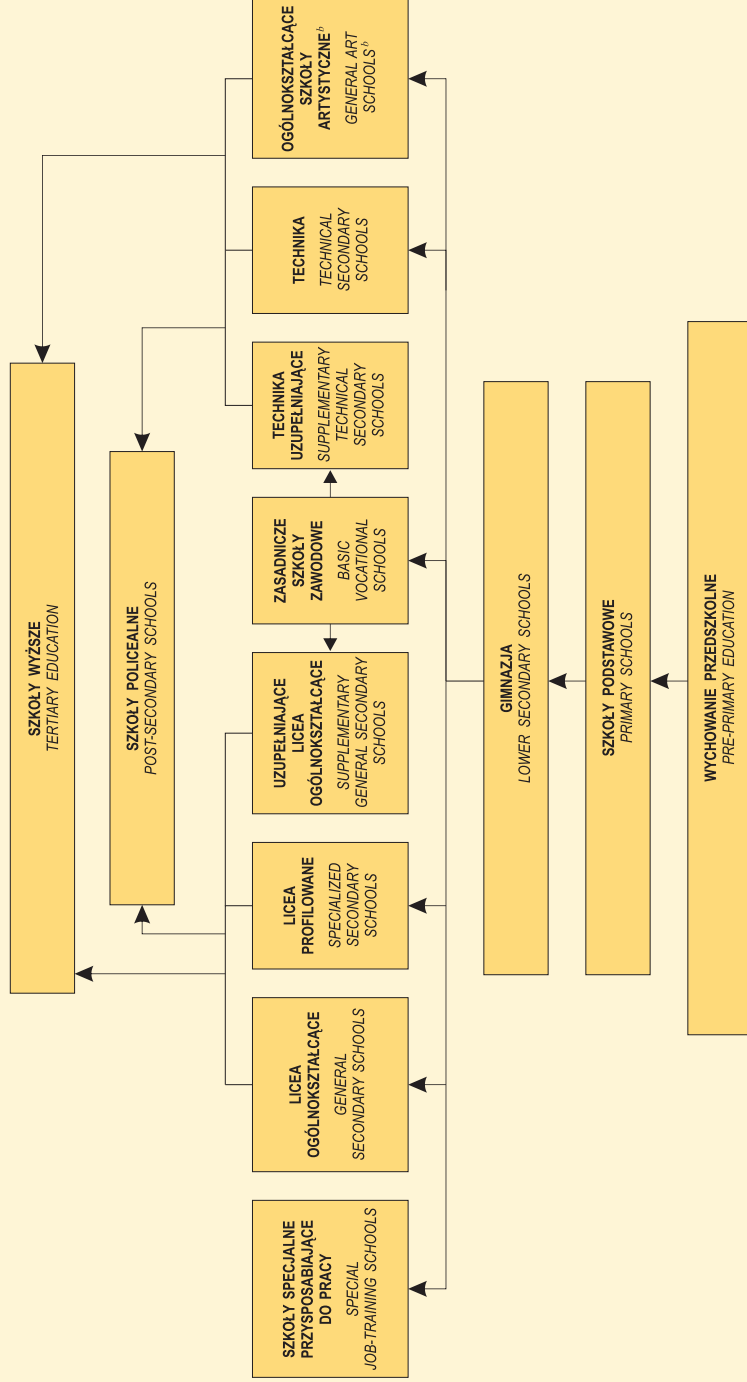 SZKOŁY WYŻSZE
TERTIARY EDUCATION
SZKOŁY POLICEALNE
POST-SECONDARY SCHOOLS
SZKOŁY SPECJALNE
PRZYSPOSABIAJĄCE
DO PRACY
SPECIAL
JOB-TRAINING SCHOOLS
LICEA
OGÓLNOKSZTAŁCĄCE
GENERAL
SECONDARY SCHOOLS
LICEA
PROFILOWANE
SPECIALIZED
SECONDARY
SCHOOLS
UZUPEŁNIAJĄCE
LICEA
OGÓLNOKSZTAŁCĄCE
SUPPLEMENTARY
GENERAL SECONDARY
SCHOOLS
ZASADNICZE
SZKOŁY
ZAWODOWE
BASIC
VOCATIONAL
SCHOOLS
TECHNIKA
UZUPEŁNIAJĄCE
SUPPLEMENTARY
TECHNICAL
SECONDARY
SCHOOLS
TECHNIKA
TECHNICAL
SECONDARY
SCHOOLS
OGÓLNOKSZTAŁCĄCE
SZKOŁY
ARTYSTYCZNE b
GENERAL ART
SCHOOLS b
GIMNAZJA
LOWER SECONDARY SCHOOLS
SZKOŁY PODSTAWOWE
PRIMARY SCHOOLS
WYCHOWANIE PRZEDSZKOLNE
PRE-PRIMARY EDUCATION